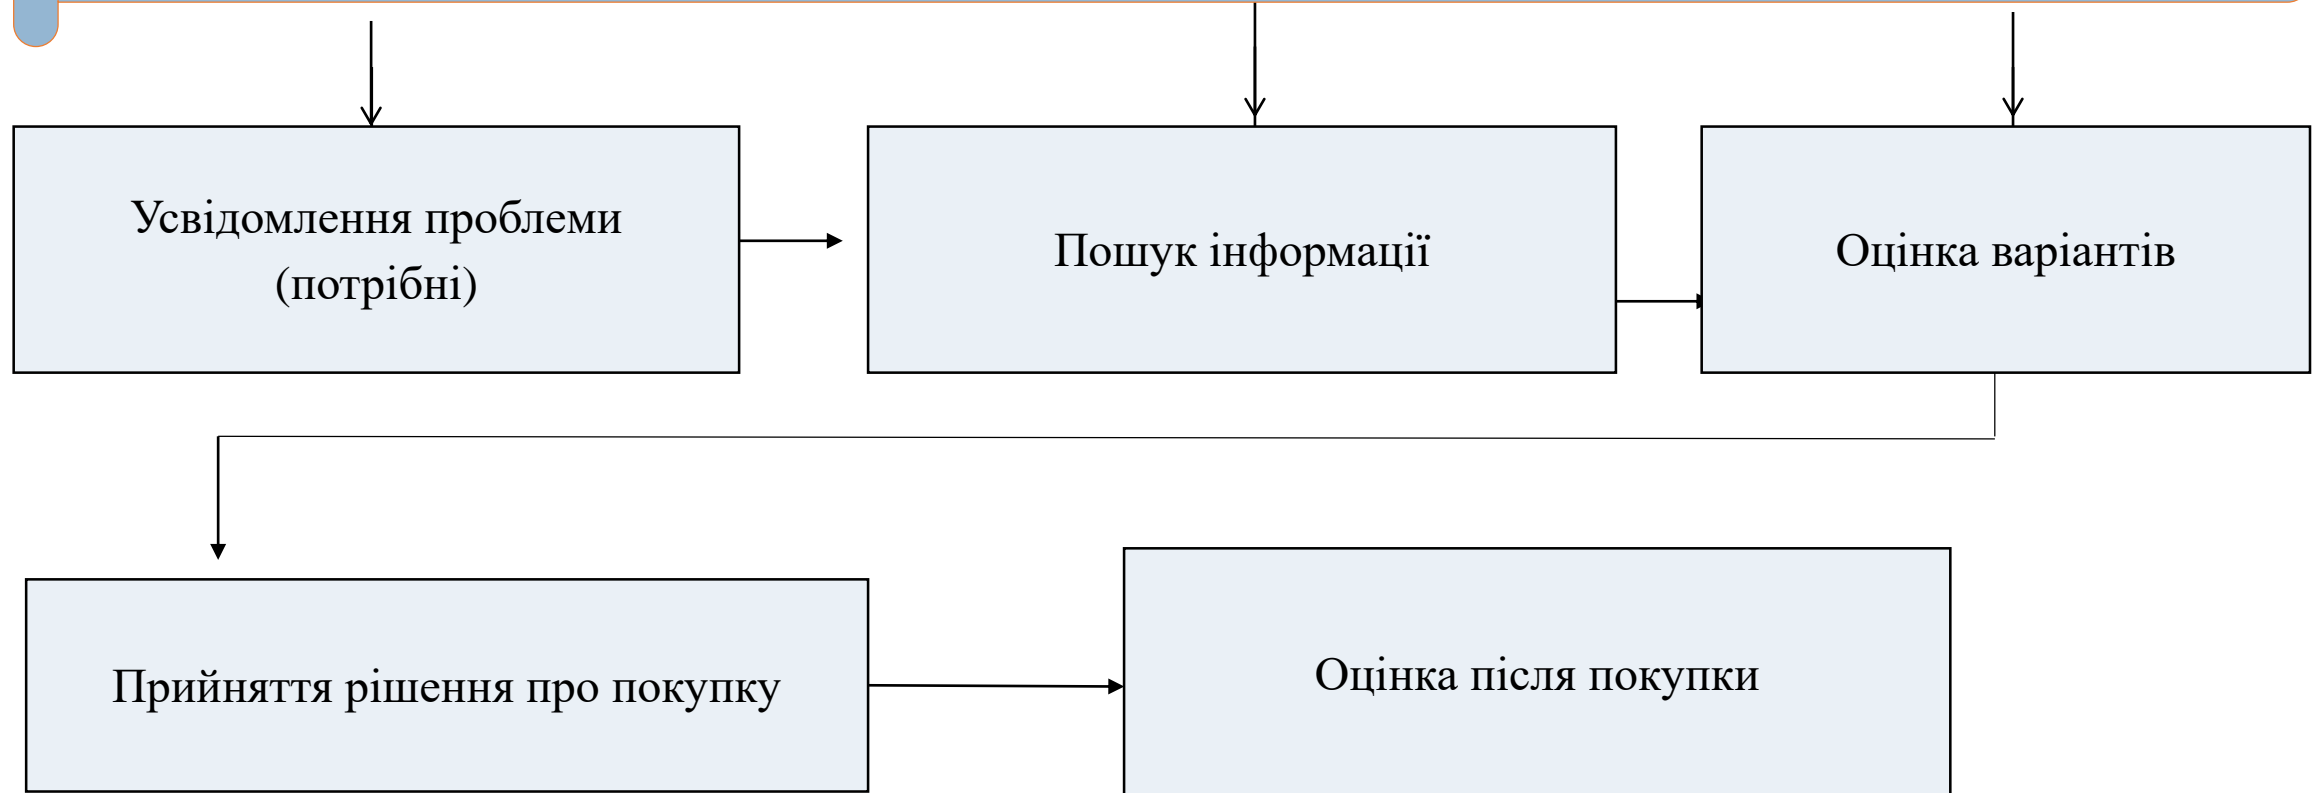 Усвідомлення проблеми
(потрібні)
Пошук інформації
Оцінка варіантів
Прийняття рішення про покупку
Оцінка після покупки